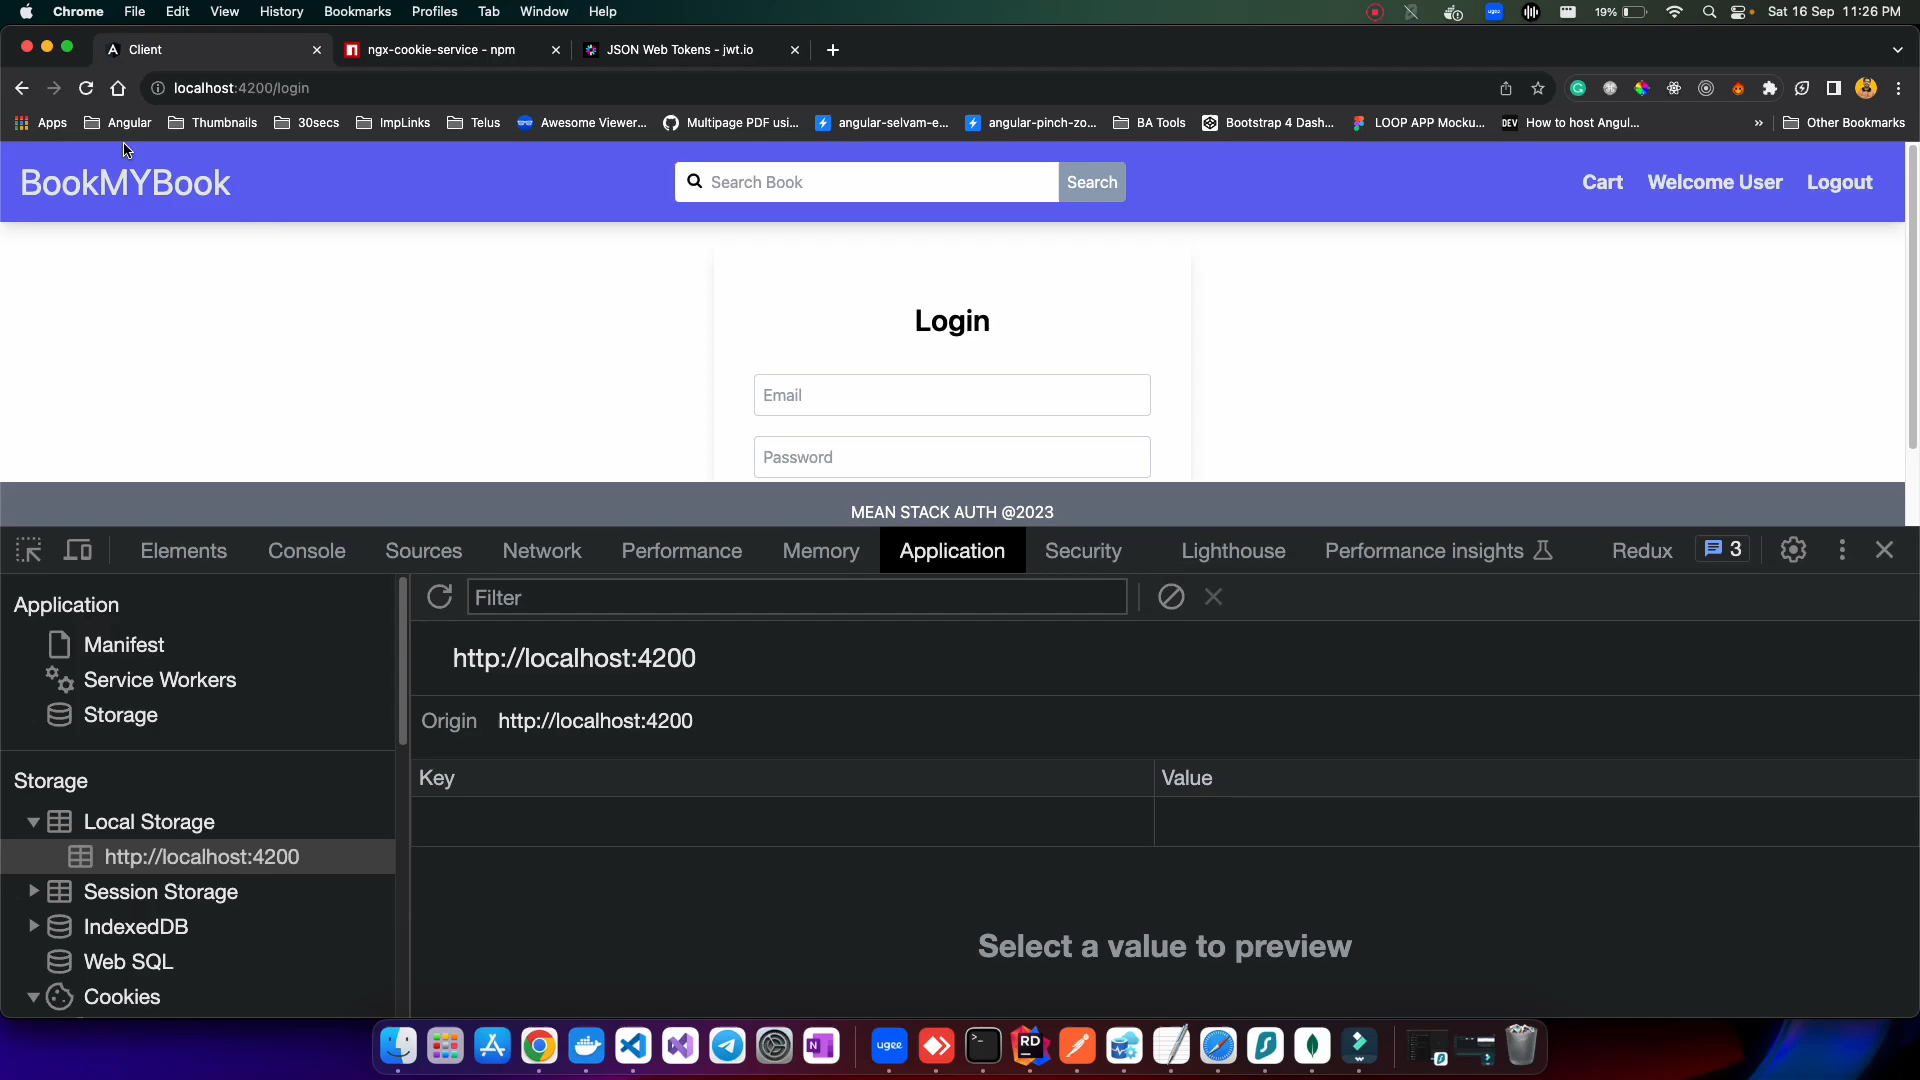 Chrome File Edit View History Bookmarks Profiles Tab Window Help 19% Sat 16 Sep 11:26 PM
Client ngx-cookie-service - npm JSON Web Tokens - jwt.io
localhost:4200/login
Apps Angular Thumbnails 30secs ImpLinks Telus Awesome Viewer... Multipage PDF usi... angular-selvam-e... angular-pinch-zo... BA Tools Bootstrap 4 Dash... LOOP APP Mocku... DEV How to host Angul... » Other Bookmarks
BookMYBook Search Book Search Cart Welcome User Logout
Login
Email
Password
MEAN STACK AUTH @2023
Elements Console Sources Network Performance Memory Application Security Lighthouse Performance insights Redux 3
Application Filter
Manifest
http://localhost:4200
Service Workers
Storage
Origin http://localhost:4200
Storage
Key Value
Local Storage
http://localhost:4200
Session Storage
IndexedDB
Select a value to preview
Web SQL
Cookies
ugee RD